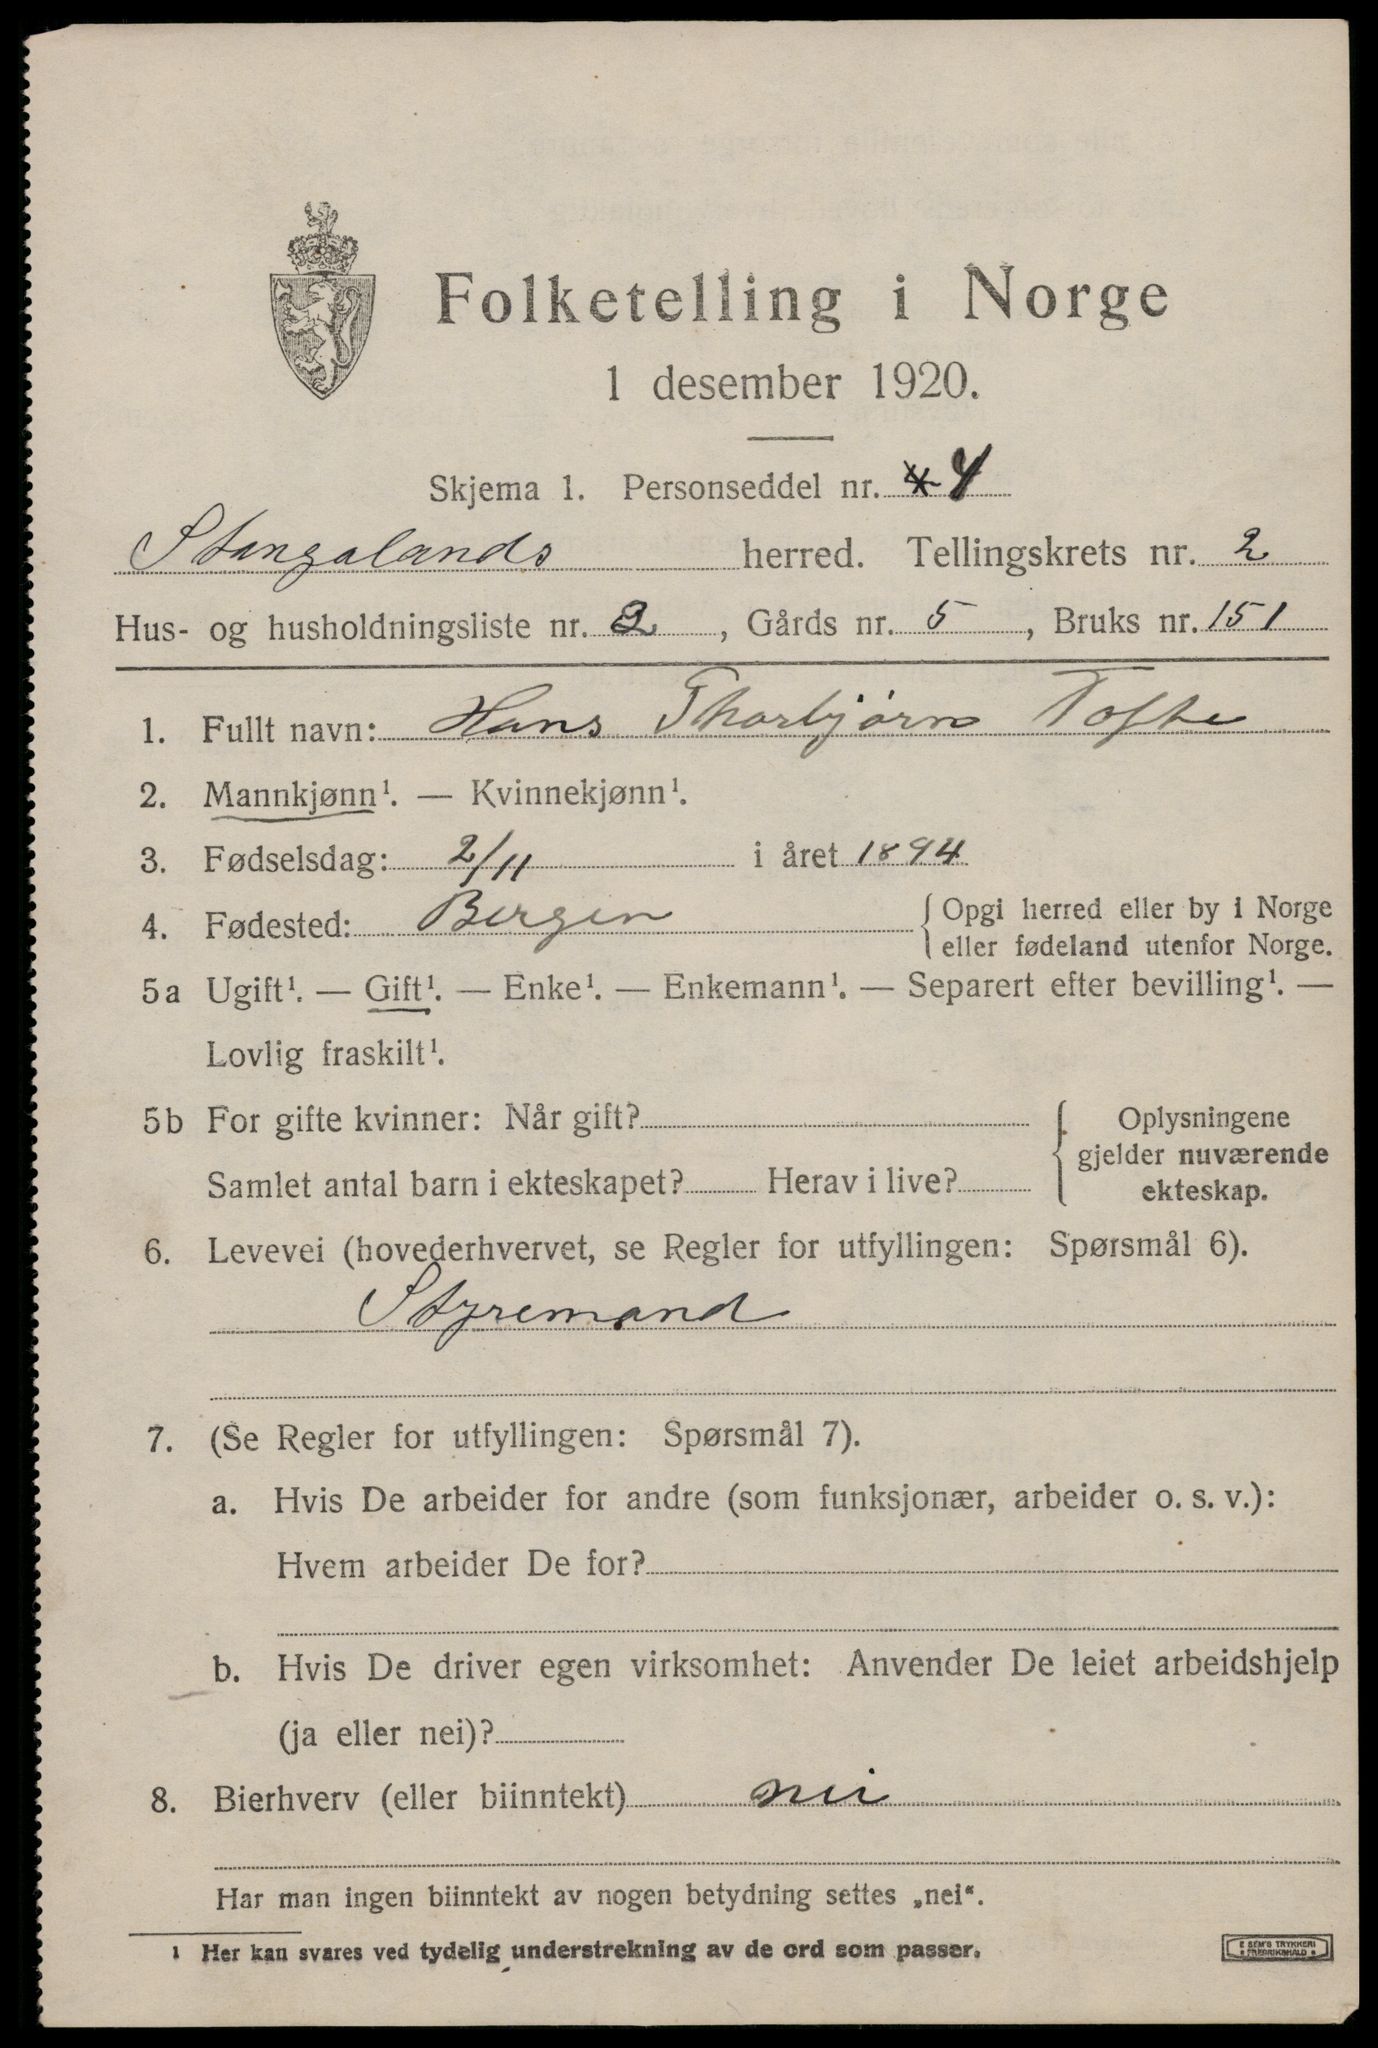 Folketelling i Norge
1 desember 1920.
Skjema 1. Personseddel nr. 4
Stangalands herred. Tellingskrets nr. 2
Hus- og husholdningsliste nr. 2, Gårds nr. 5, Bruks nr. 151
1. Fullt navn: Hans Thorbjørn Tofte
2. Mannkjønn¹. — Kvinnekjønn¹.
3. Fødselsdag: 2/11 i året 1894
4. Fødested: Bergen { Opgi herred eller by i Norge
eller fødeland utenfor Norge.
5a Ugift¹. — Gift¹. — Enke¹. — Enkemann¹. — Separert efter bevilling¹. —
Lovlig fraskilt¹.
5b For gifte kvinner: Når gift?
Samlet antal barn i ekteskapet? Herav i live?
{ Oplysningene
gjelder nuværende
ekteskap.
6. Levevei (hovederhvervet, se Regler for utfyllingen: Spørsmål 6).
Styremand
7. (Se Regler for utfyllingen: Spørsmål 7).
a. Hvis De arbeider for andre (som funksjonær, arbeider o. s. v.):
Hvem arbeider De for?
b. Hvis De driver egen virksomhet: Anvender De leiet arbeidshjelp
(ja eller nei)?
8. Bierhverv (eller biinntekt) nei
Har man ingen biinntekt av nogen betydning settes „nei“.
1 Her kan svares ved tydelig understrekning av de ord som passer.
E SEM'S TRYKKERI
FREDRIKSHALD